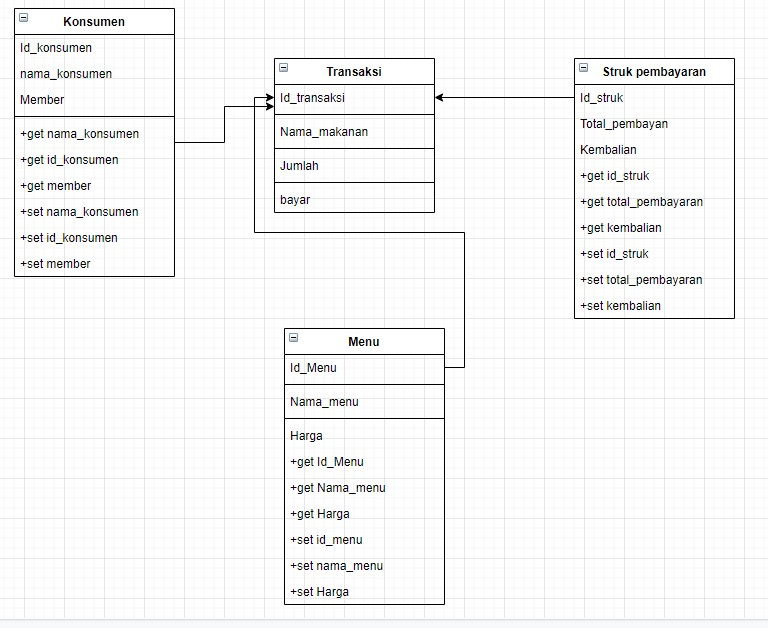 Konsumen
Id_konsumen
nama_konsumen
Member
+get nama_konsumen
+get id_konsumen
+get member
+set nama_konsumen
+set id_konsumen
+set member
Transaksi
Id_transaksi
Nama_makanan
Jumlah
bayar
Struk pembayaran
Id_struk
Total_pembayan
Kembalian
+get id_struk
+get total_pembayaran
+get kembalian
+set id_struk
+set total_pembayaran
+set kembalian
Menu
Id_Menu
Nama_menu
Harga
+get Id_Menu
+get Nama_menu
+get Harga
+set id_menu
+set nama_menu
+set Harga